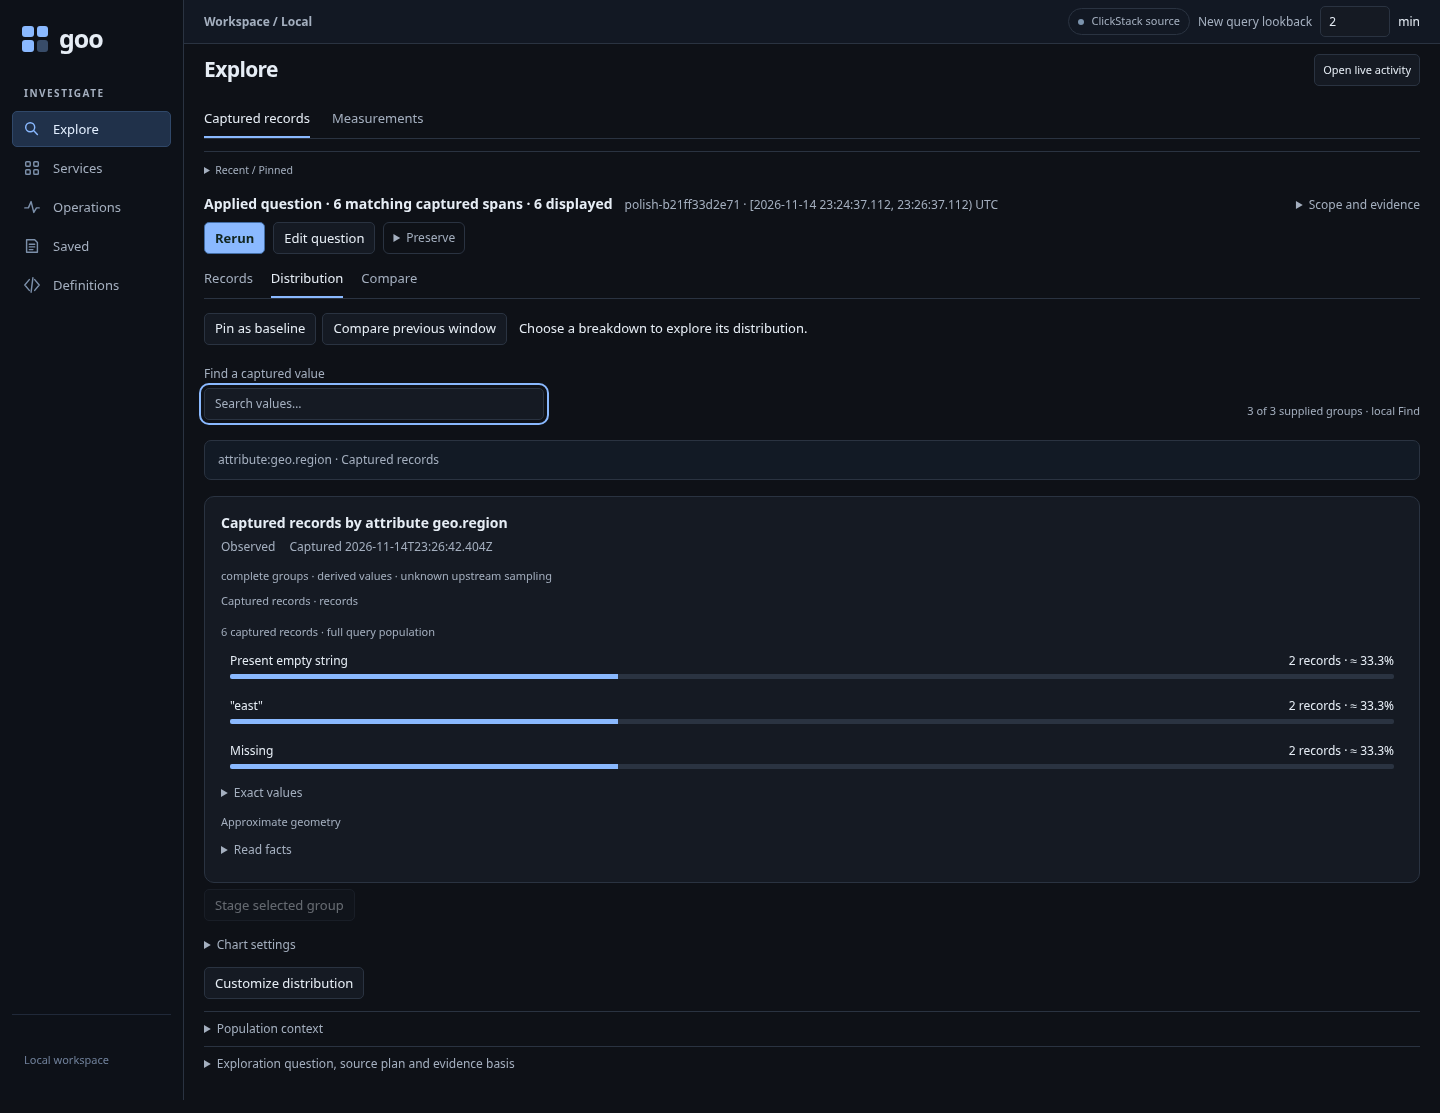 goo
INVESTIGATE
Explore
Services
Operations
Saved
Definitions
Local workspace
Workspace / Local
ClickStack source
New query lookback
2
min
Explore
Open live activity
Captured records
Measurements
Recent / Pinned
Applied question · 6 matching captured spans · 6 displayed
polish-b21ff33d2e71 · [2026-11-14 23:24:37.112, 23:26:37.112) UTC
Scope and evidence
Rerun
Edit question
Preserve
Records
Distribution
Compare
Pin as baseline
Compare previous window
Choose a breakdown to explore its distribution.
Find a captured value
Search values...
3 of 3 supplied groups · local Find
attribute:geo.region · Captured records
Captured records by attribute geo.region
Observed
Captured 2026-11-14T23:26:42.404Z
complete groups · derived values · unknown upstream sampling
Captured records · records
6 captured records · full query population
Present empty string
2 records · ≈ 33.3%
"east"
2 records · ≈ 33.3%
Missing
2 records · ≈ 33.3%
Exact values
Approximate geometry
Read facts
Stage selected group
Chart settings
Customize distribution
Population context
Exploration question, source plan and evidence basis